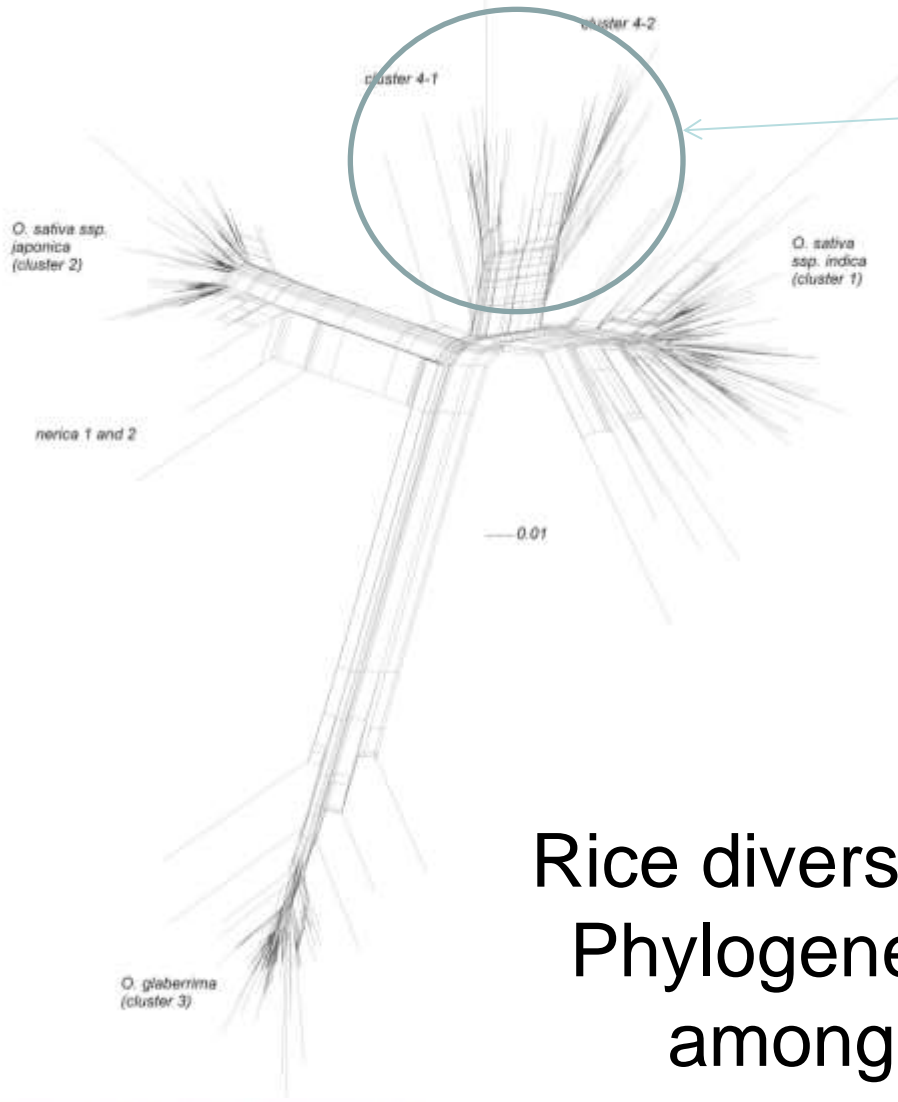 cluster 4-2
cluster 4-1
O. sativa ssp.
japonica
(cluster 2)
O. sativa
ssp. indica
(cluster 1)
nerica 1 and 2
0.01
Rice divers
Phylogene
among
O. glaberrima
(cluster 3)